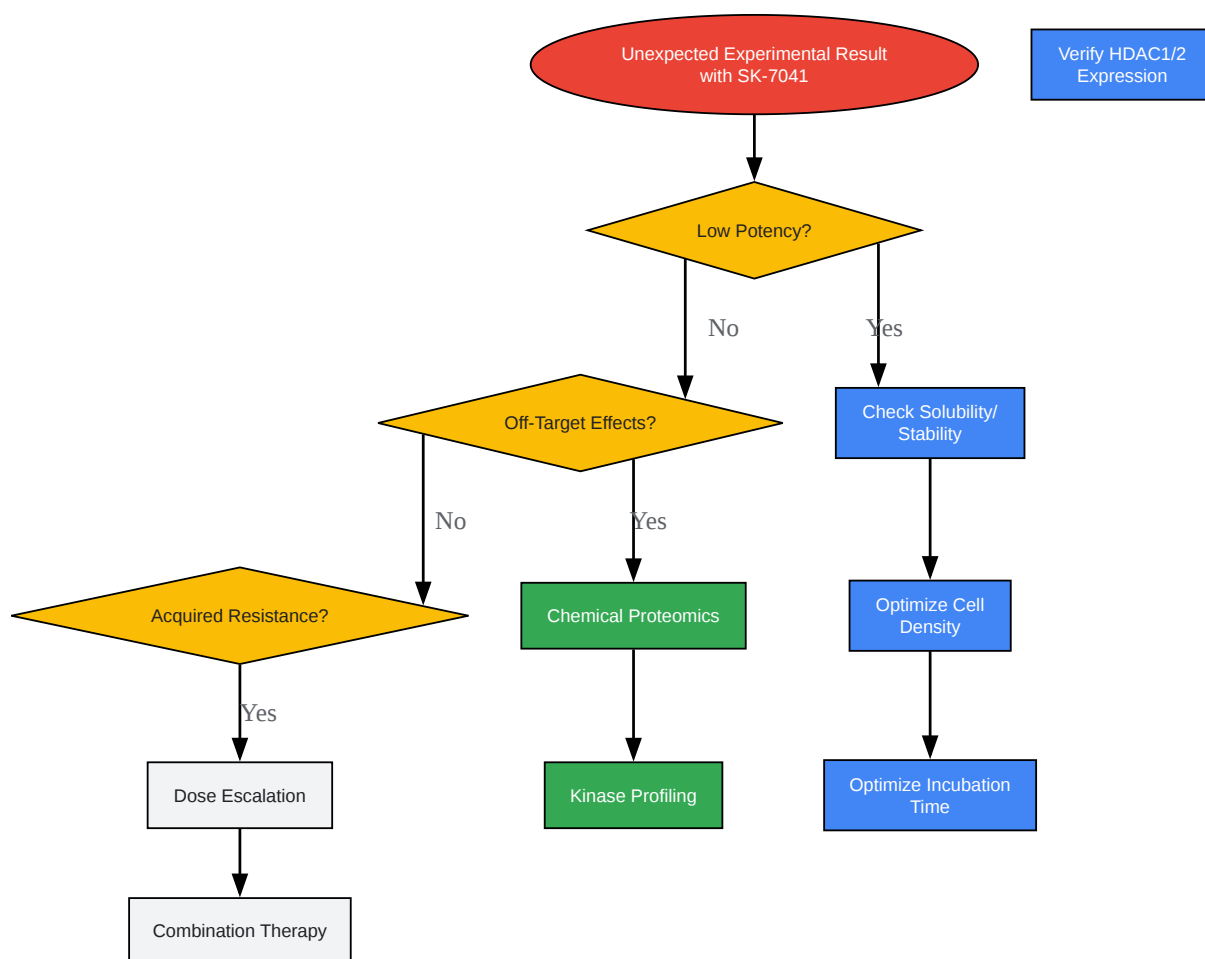 Unexpected Experimental Result
with SK-7041
Verify HDAC1/2
Expression
Low Potency?
No
Yes
Off-Target Effects?
Check Solubility/
Stability
No
Yes
Acquired Resistance?
Chemical Proteomics
Optimize Cell
Density
Yes
Dose Escalation
Kinase Profiling
Optimize Incubation
Time
Combination Therapy